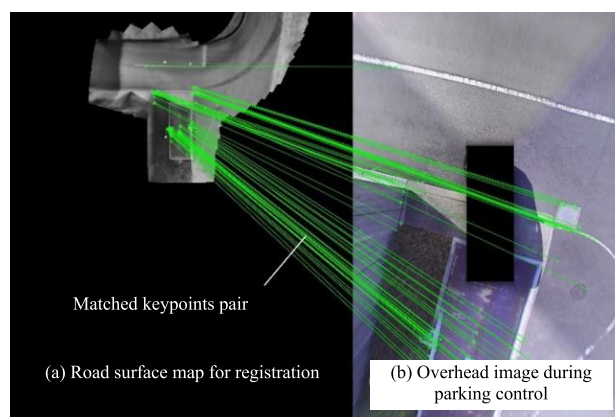 Matched keypoints pair
(a) Road surface map for registration
(b) Overhead image during
parking control